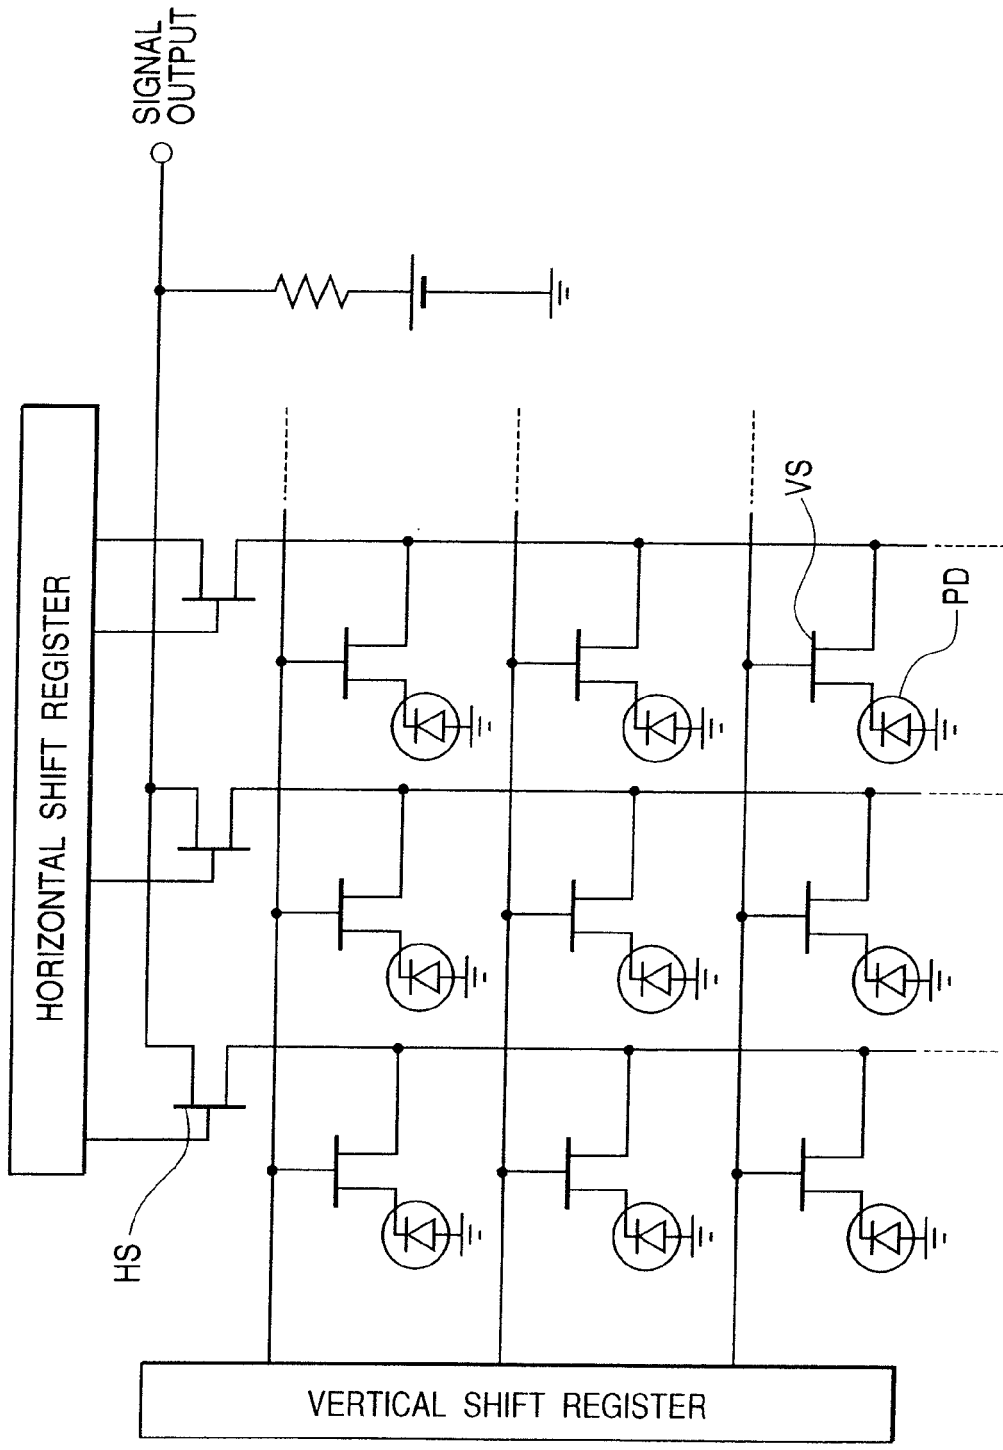 HORIZONTAL SHIFT REGISTER
SIGNAL
OUTPUT
HS
VS
PD
VERTICAL SHIFT REGISTER